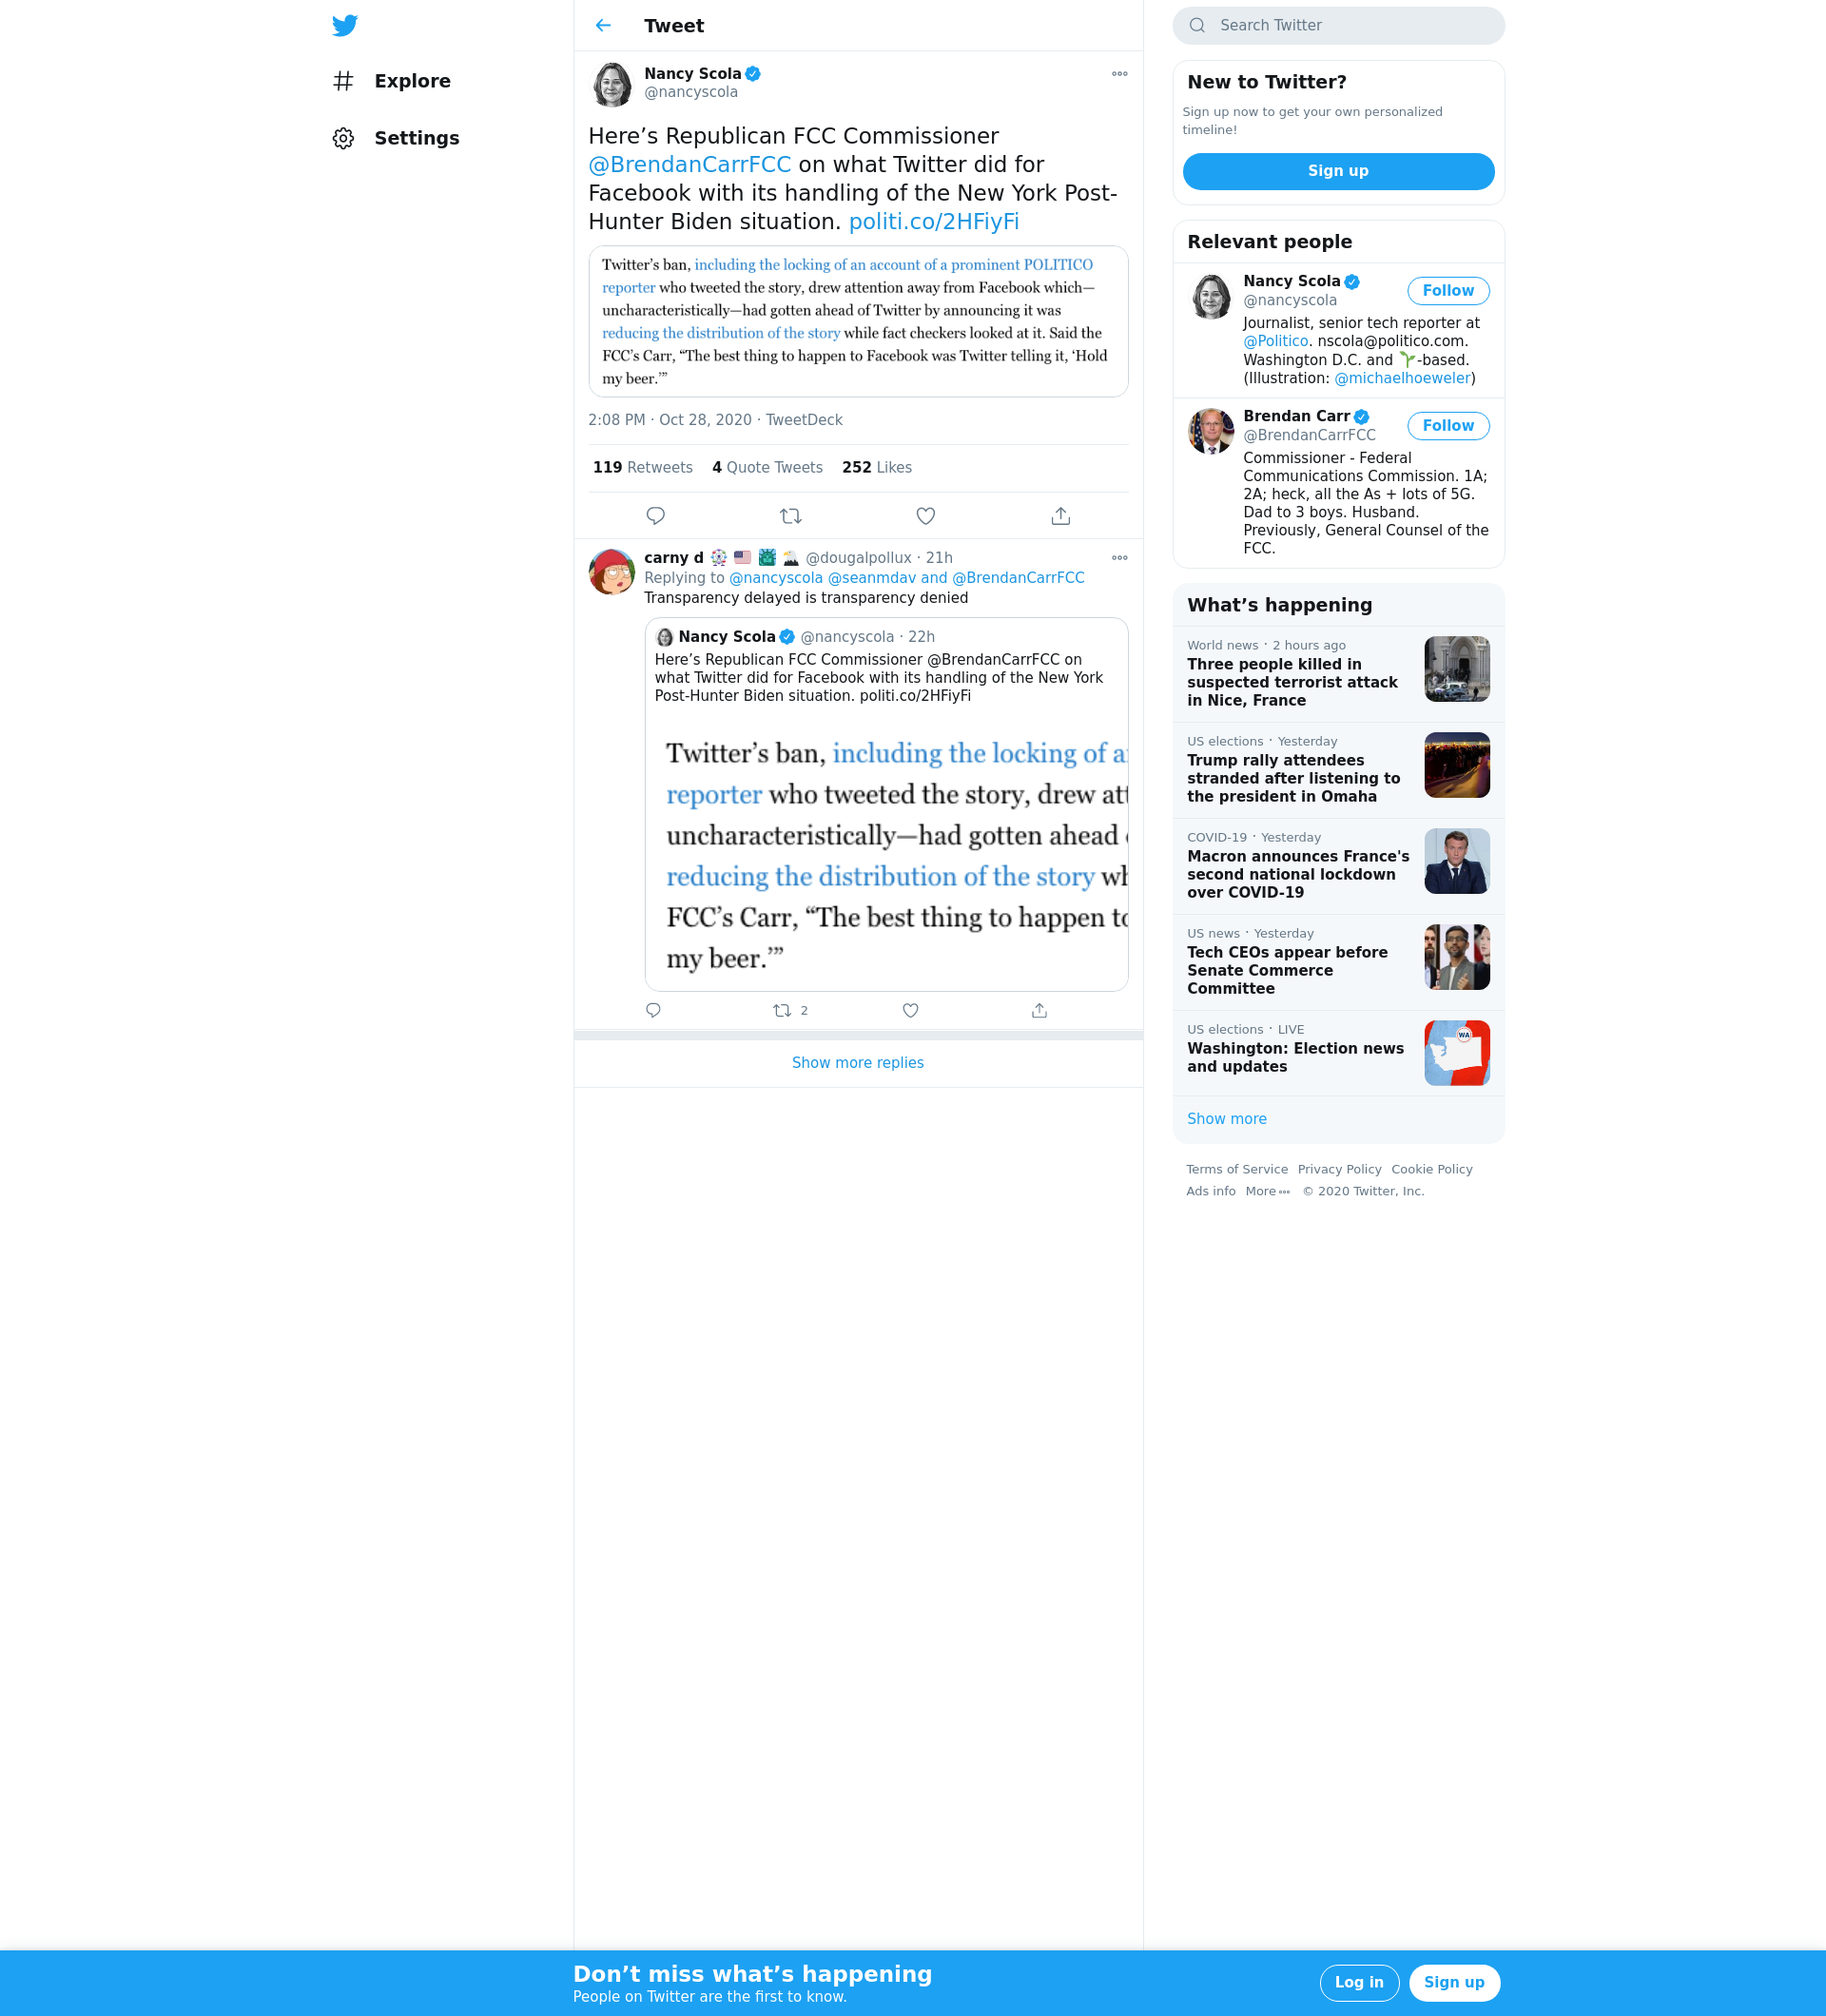 Explore
Settings
Tweet
Nancy Scola
@nancyscola
Here’s Republican FCC Commissioner
@BrendanCarrFCC on what Twitter did for
Facebook with its handling of the New York Post-
Hunter Biden situation. politi.co/2HFiyFi
Twitter’s ban, including the locking of an account of a prominent POLITICO
reporter who tweeted the story, drew attention away from Facebook which—
uncharacteristically—had gotten ahead of Twitter by announcing it was
reducing the distribution of the story while fact checkers looked at it. Said the
FCC’s Carr, “The best thing to happen to Facebook was Twitter telling it, ‘Hold
my beer.’”
2:08 PM · Oct 28, 2020 · TweetDeck
119 Retweets 4 Quote Tweets 252 Likes
carny d @dougalpollux · 21h
Replying to @nancyscola @seanmdav and @BrendanCarrFCC
Transparency delayed is transparency denied
Nancy Scola @nancyscola · 22h
Here’s Republican FCC Commissioner @BrendanCarrFCC on
what Twitter did for Facebook with its handling of the New York
Post-Hunter Biden situation. politi.co/2HFiyFi
Twitter’s ban, including the locking of a
reporter who tweeted the story, drew att
uncharacteristically—had gotten ahead
reducing the distribution of the story wh
FCC’s Carr, “The best thing to happen to
my beer.’”
2
Show more replies
Search Twitter
New to Twitter?
Sign up now to get your own personalized
timeline!
Sign up
Relevant people
Nancy Scola
@nancyscola
Follow
Journalist, senior tech reporter at
@Politico. nscola@politico.com.
Washington D.C. and 🌱-based.
(Illustration: @michaelhoeweler)
Brendan Carr
@BrendanCarrFCC
Follow
Commissioner - Federal
Communications Commission. 1A;
2A; heck, all the As + lots of 5G.
Dad to 3 boys. Husband.
Previously, General Counsel of the
FCC.
What’s happening
World news · 2 hours ago
Three people killed in
suspected terrorist attack
in Nice, France
US elections · Yesterday
Trump rally attendees
stranded after listening to
the president in Omaha
COVID-19 · Yesterday
Macron announces France's
second national lockdown
over COVID-19
US news · Yesterday
Tech CEOs appear before
Senate Commerce
Committee
US elections · LIVE
Washington: Election news
and updates
WA
Show more
Terms of Service Privacy Policy Cookie Policy
Ads info More © 2020 Twitter, Inc.
Don’t miss what’s happening
People on Twitter are the first to know.
Log in
Sign up